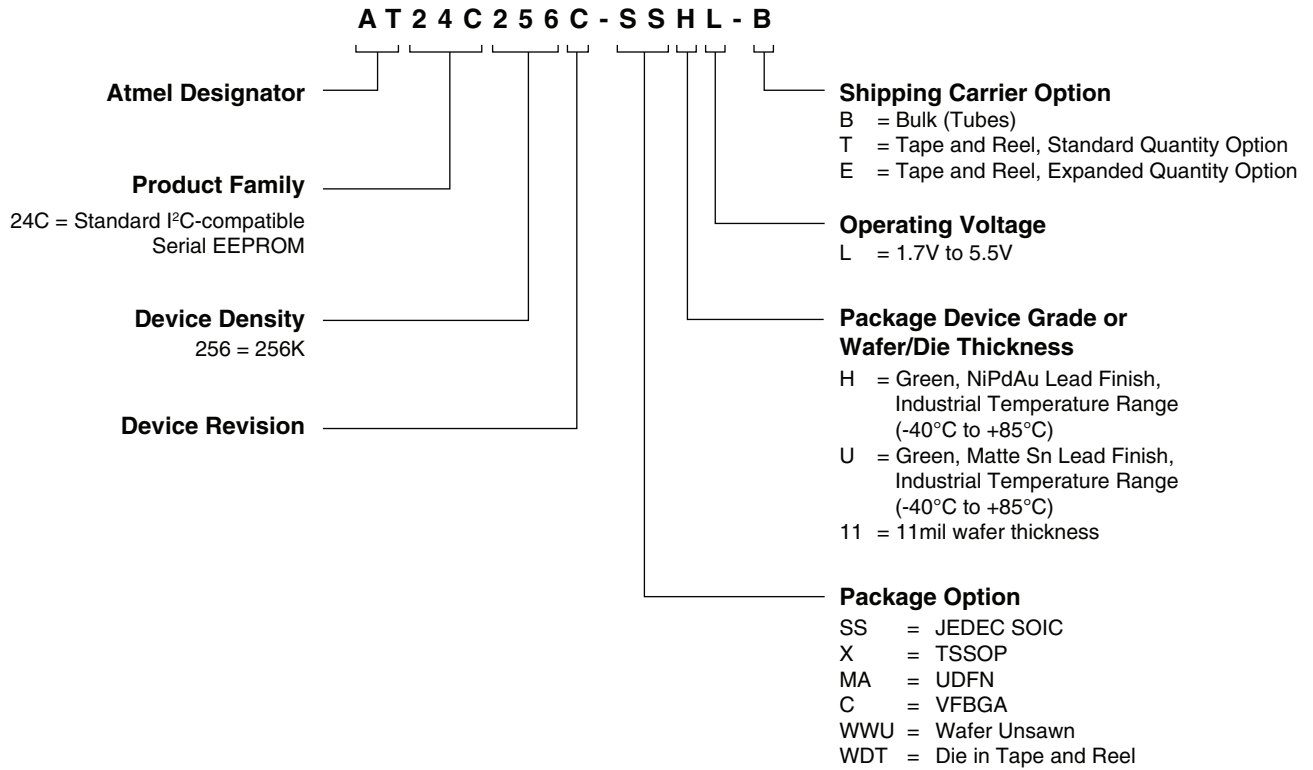 A T 2 4 C 2 5 6 C - S S H L - B
Atmel Designator
Product Family
24C = Standard I²C-compatible
Serial EEPROM
Device Density
256 = 256K
Device Revision
Shipping Carrier Option
B = Bulk (Tubes)
T = Tape and Reel, Standard Quantity Option
E = Tape and Reel, Expanded Quantity Option
Operating Voltage
L = 1.7V to 5.5V
Package Device Grade or
Wafer/Die Thickness
H = Green, NiPdAu Lead Finish,
Industrial Temperature Range
(-40°C to +85°C)
U = Green, Matte Sn Lead Finish,
Industrial Temperature Range
(-40°C to +85°C)
11 = 11mil wafer thickness
Package Option
SS = JEDEC SOIC
X = TSSOP
MA = UDFN
C = VFBGA
WWU = Wafer Unsawn
WDT = Die in Tape and Reel